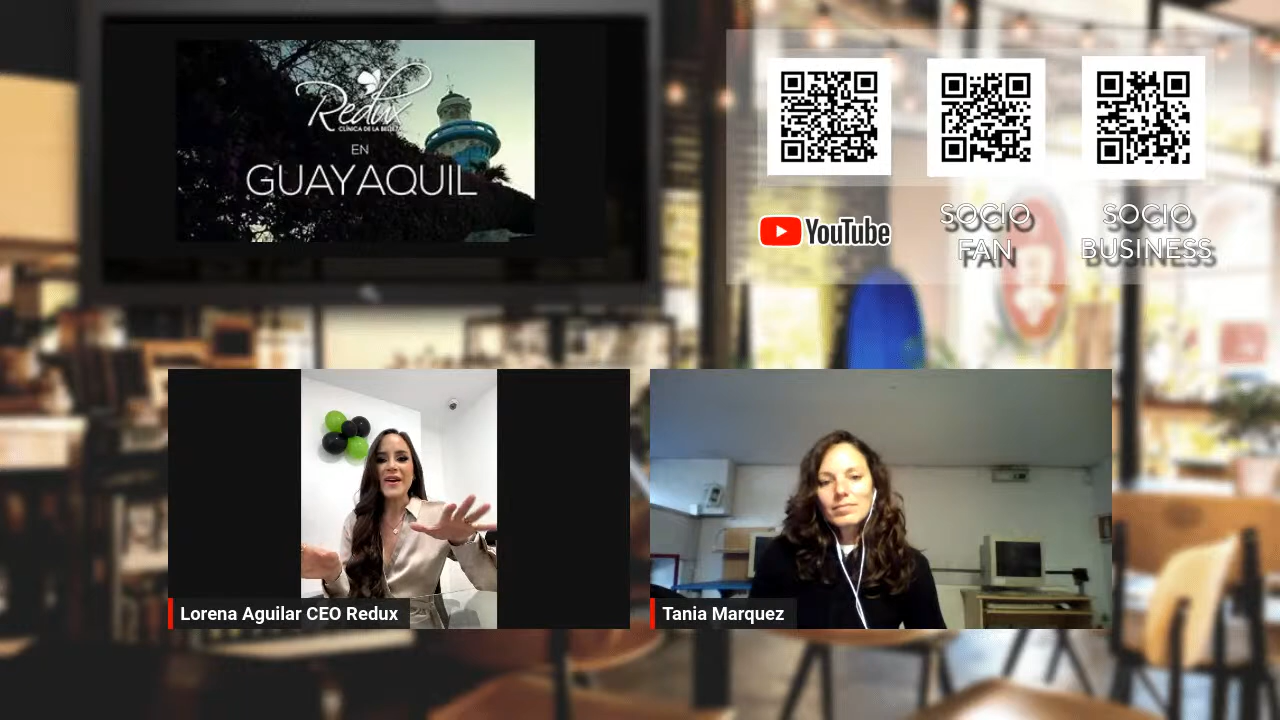 Redux
CLÍNICA DE LA BELLEZA
EN
GUAYAQUIL
YouTube
SOCIO
FAN
SOCIO
BUSINESS
Lorena Aguilar CEO Redux
Tania Marquez